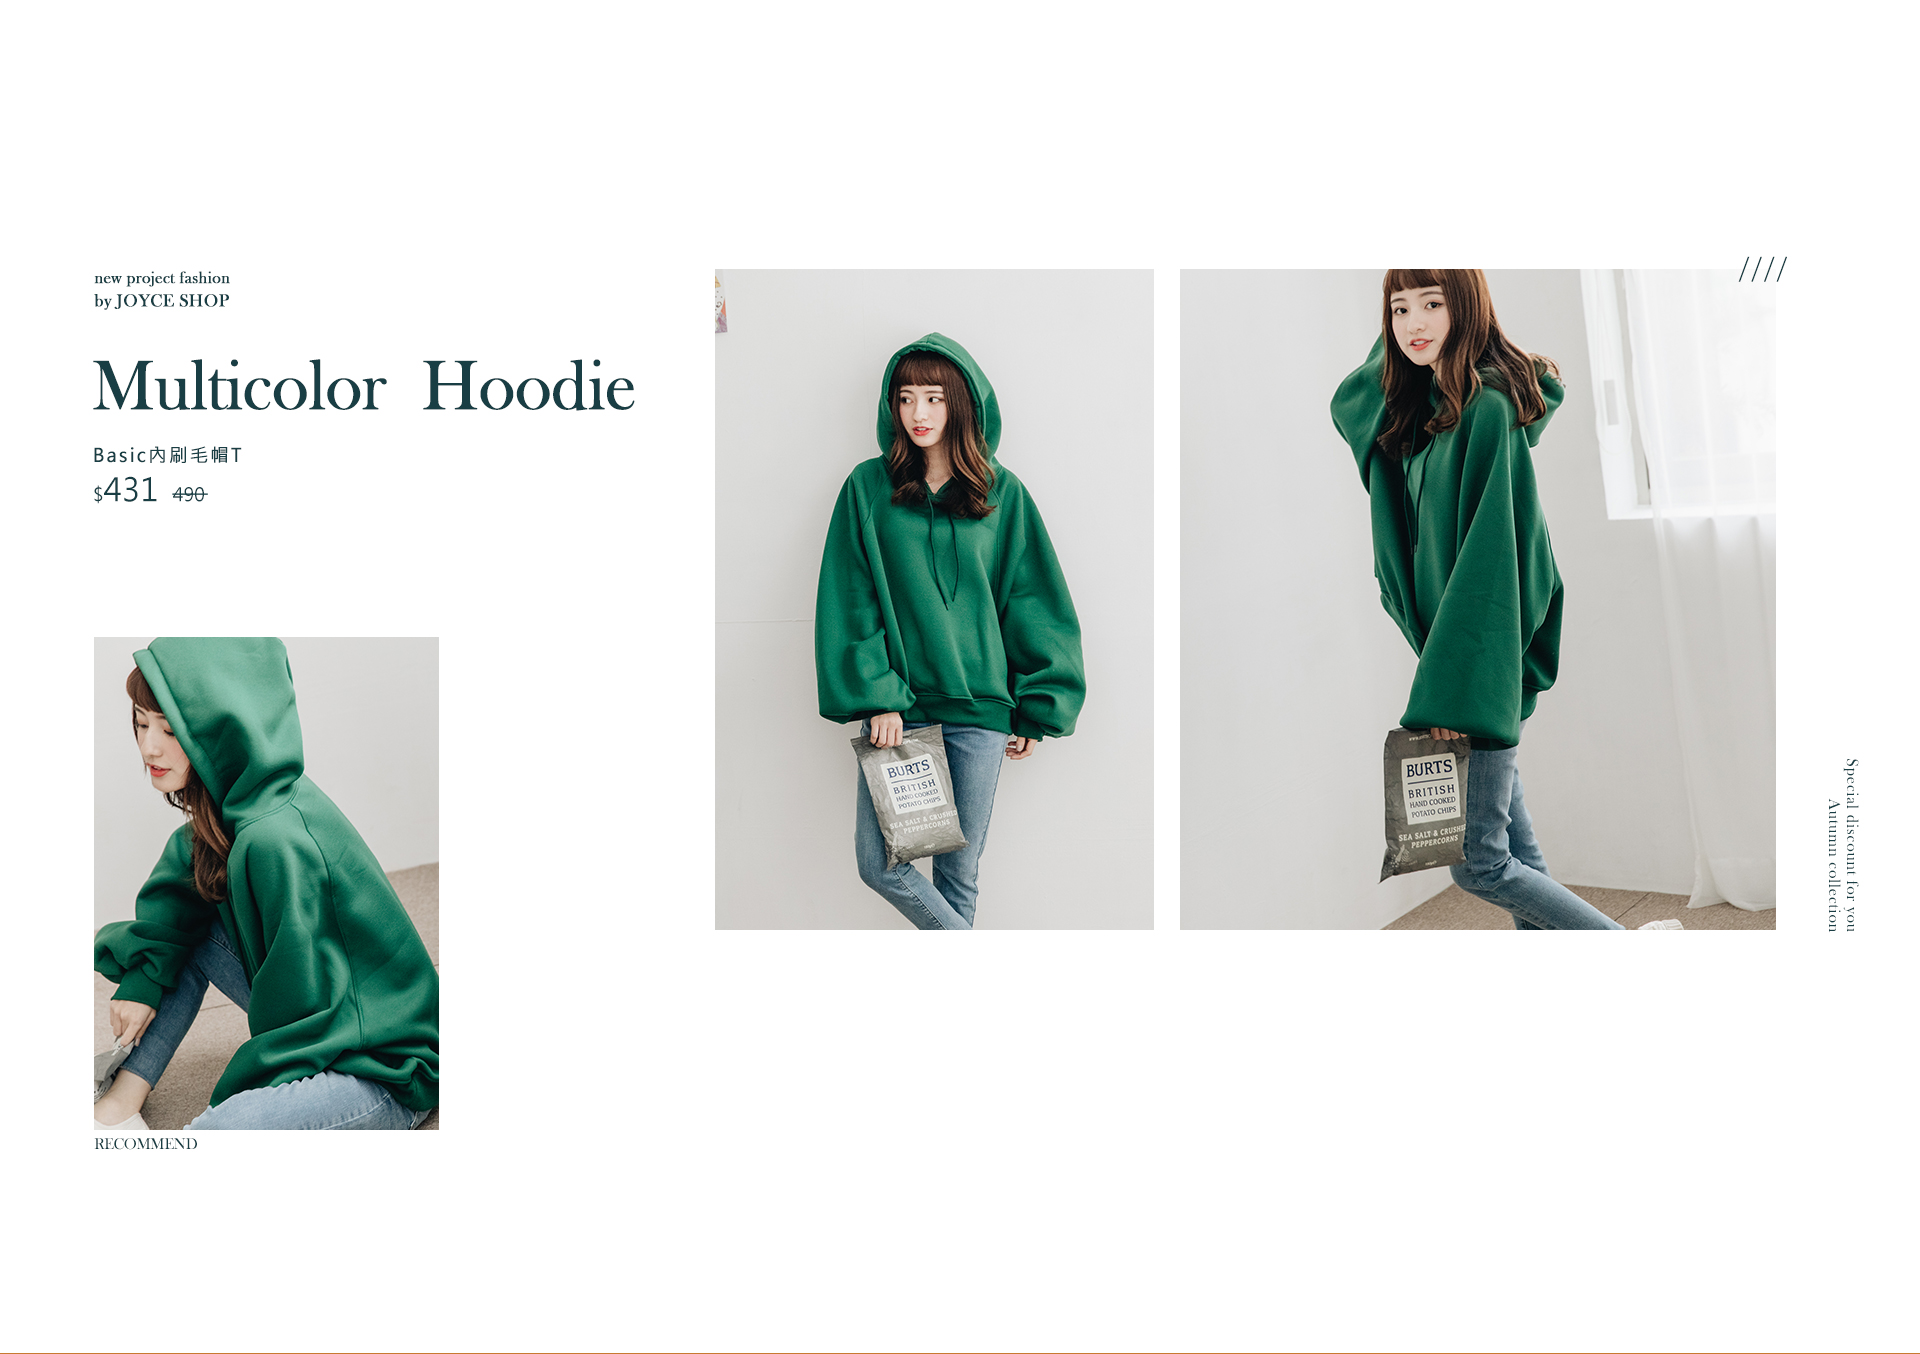 new project fashion
by JOYCE SHOP
Multicolor Hoodie
Basic內刷毛帽T
$431 490
////
BURTS
BRITISH
HAND COOKED
POTATO CHIPS
SEA SALT & CRUSHED
PEPPERCORNS
BURTS
BRITISH
HAND COOKED
POTATO CHIPS
SEA SALT & CRUSHED
PEPPERCORNS
Special discount for you
Autumn collection
RECOMMEND